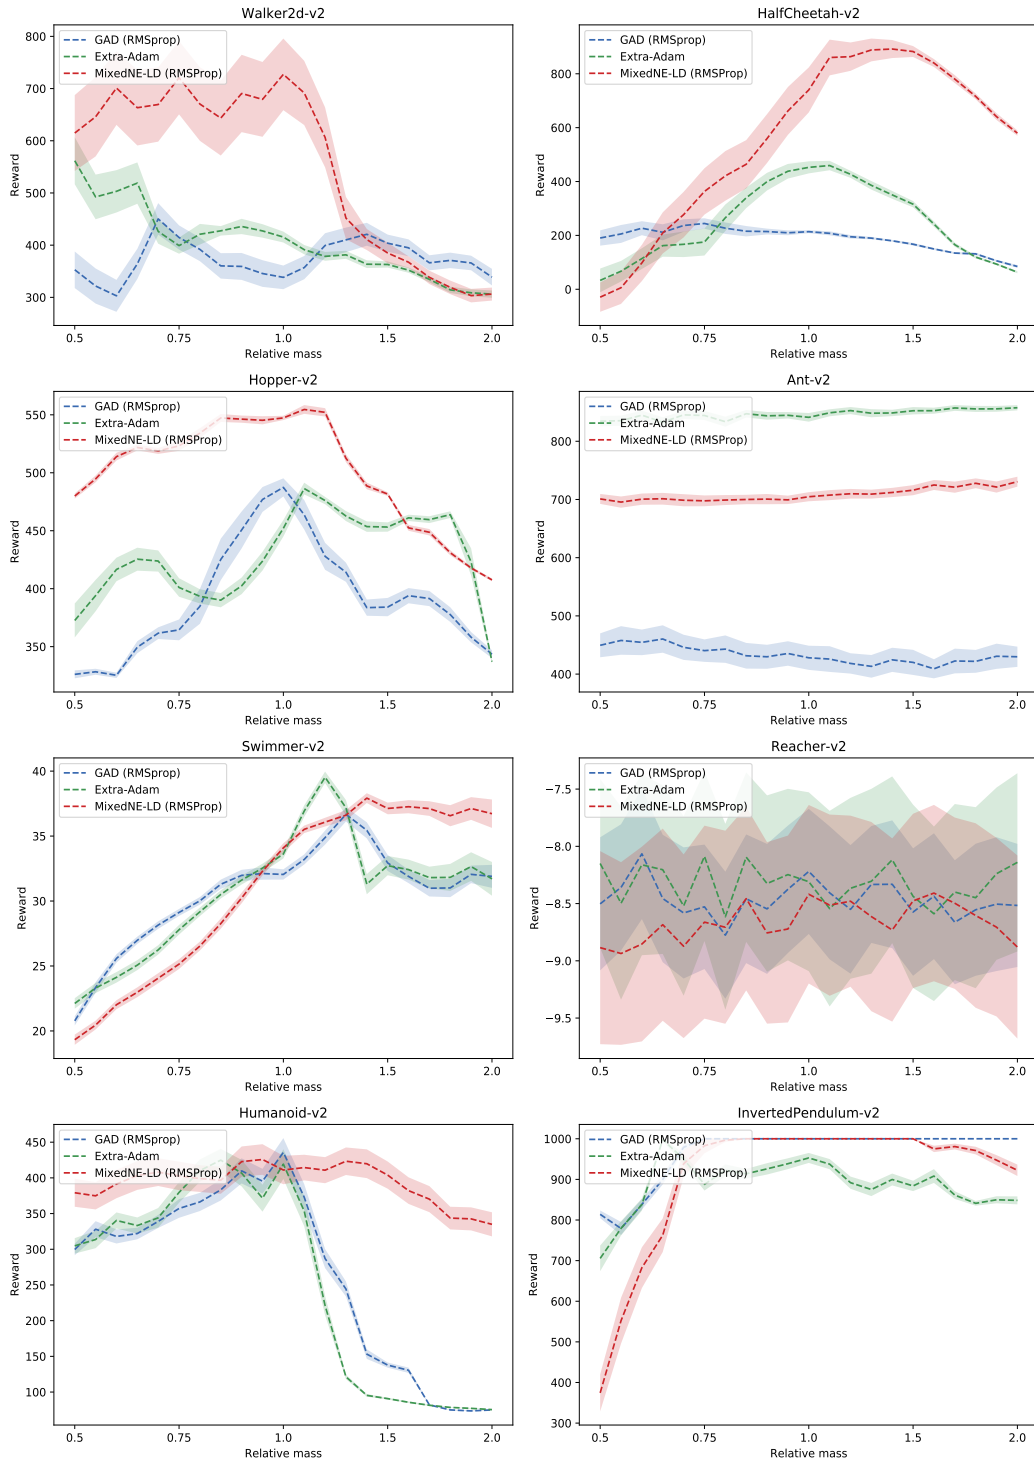 Walker2d-v2
GAD (RMSprop)
Extra-Adam
MixedNE-LD (RMSProp)
Reward
800
700
600
500
400
300
0.5 0.75 1.0 1.5 2.0
Relative mass
HalfCheetah-v2
GAD (RMSprop)
Extra-Adam
MixedNE-LD (RMSProp)
Reward
800
600
400
200
0
0.5 0.75 1.0 1.5 2.0
Relative mass
Hopper-v2
GAD (RMSprop)
Extra-Adam
MixedNE-LD (RMSProp)
Reward
550
500
450
400
350
0.5 0.75 1.0 1.5 2.0
Relative mass
Ant-v2
GAD (RMSprop)
Extra-Adam
MixedNE-LD (RMSProp)
Reward
800
700
600
500
400
0.5 0.75 1.0 1.5 2.0
Relative mass
Swimmer-v2
GAD (RMSprop)
Extra-Adam
MixedNE-LD (RMSProp)
Reward
40
35
30
25
20
0.5 0.75 1.0 1.5 2.0
Relative mass
Reacher-v2
GAD (RMSprop)
Extra-Adam
MixedNE-LD (RMSProp)
Reward
−7.5
−8.0
−8.5
−9.0
−9.5
0.5 0.75 1.0 1.5 2.0
Relative mass
Humanoid-v2
GAD (RMSprop)
Extra-Adam
MixedNE-LD (RMSProp)
Reward
450
400
350
300
250
200
150
100
0.5 0.75 1.0 1.5 2.0
Relative mass
InvertedPendulum-v2
GAD (RMSprop)
Extra-Adam
MixedNE-LD (RMSProp)
Reward
1000
900
800
700
600
500
400
300
0.5 0.75 1.0 1.5 2.0
Relative mass